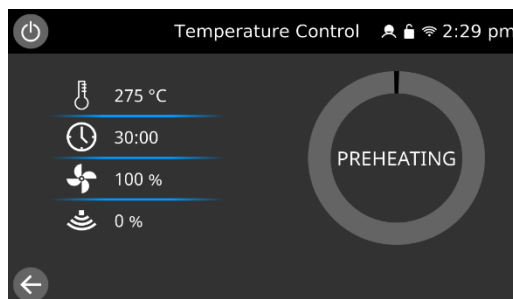 Temperature Control 2:29 pm
275 °C
30:00
100 %
0 %
PREHEATING